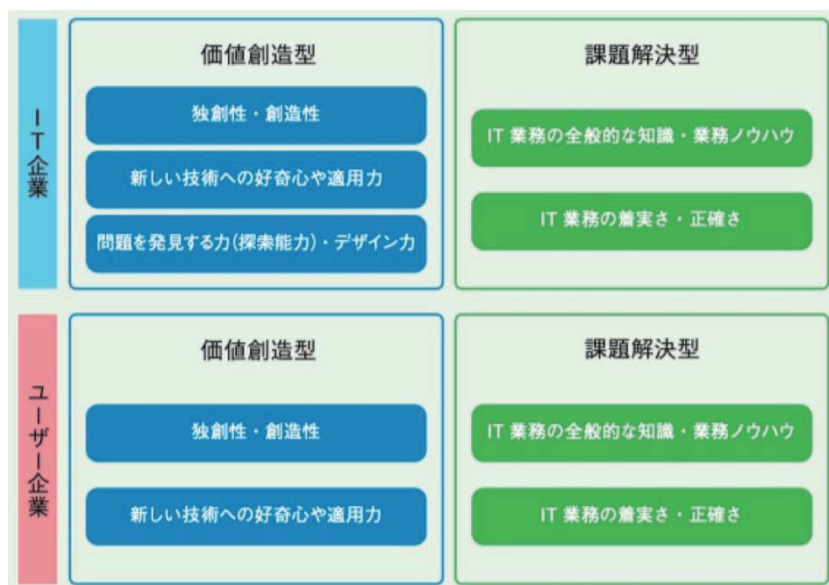 IT企業
価値創造型
独創性・創造性
新しい技術への好奇心や適用力
問題を発見する力(探索能力)・デザイン力
課題解決型
IT 業務の全般的な知識・業務ノウハウ
IT 業務の着実さ・正確さ
ユーザー企業
価値創造型
独創性・創造性
新しい技術への好奇心や適用力
課題解決型
IT 業務の全般的な知識・業務ノウハウ
IT 業務の着実さ・正確さ